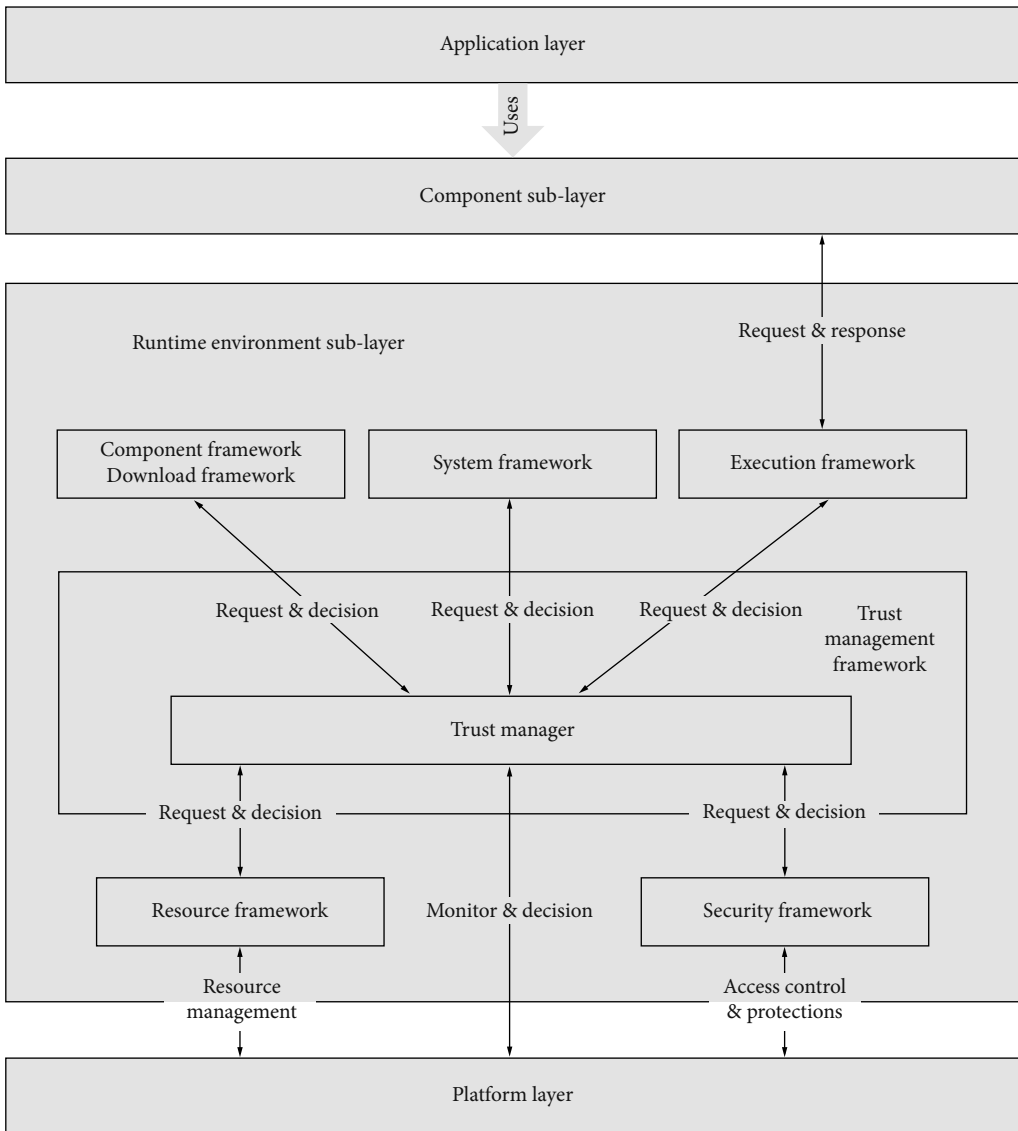 Application layer
Uses
Component sub-layer
Request & response
Runtime environment sub-layer
Component framework
Download framework
System framework
Execution framework
Request & decision
Request & decision
Request & decision
Trust
management
framework
Trust manager
Request & decision
Request & decision
Resource framework
Monitor & decision
Security framework
Resource
management
Access control
& protections
Platform layer